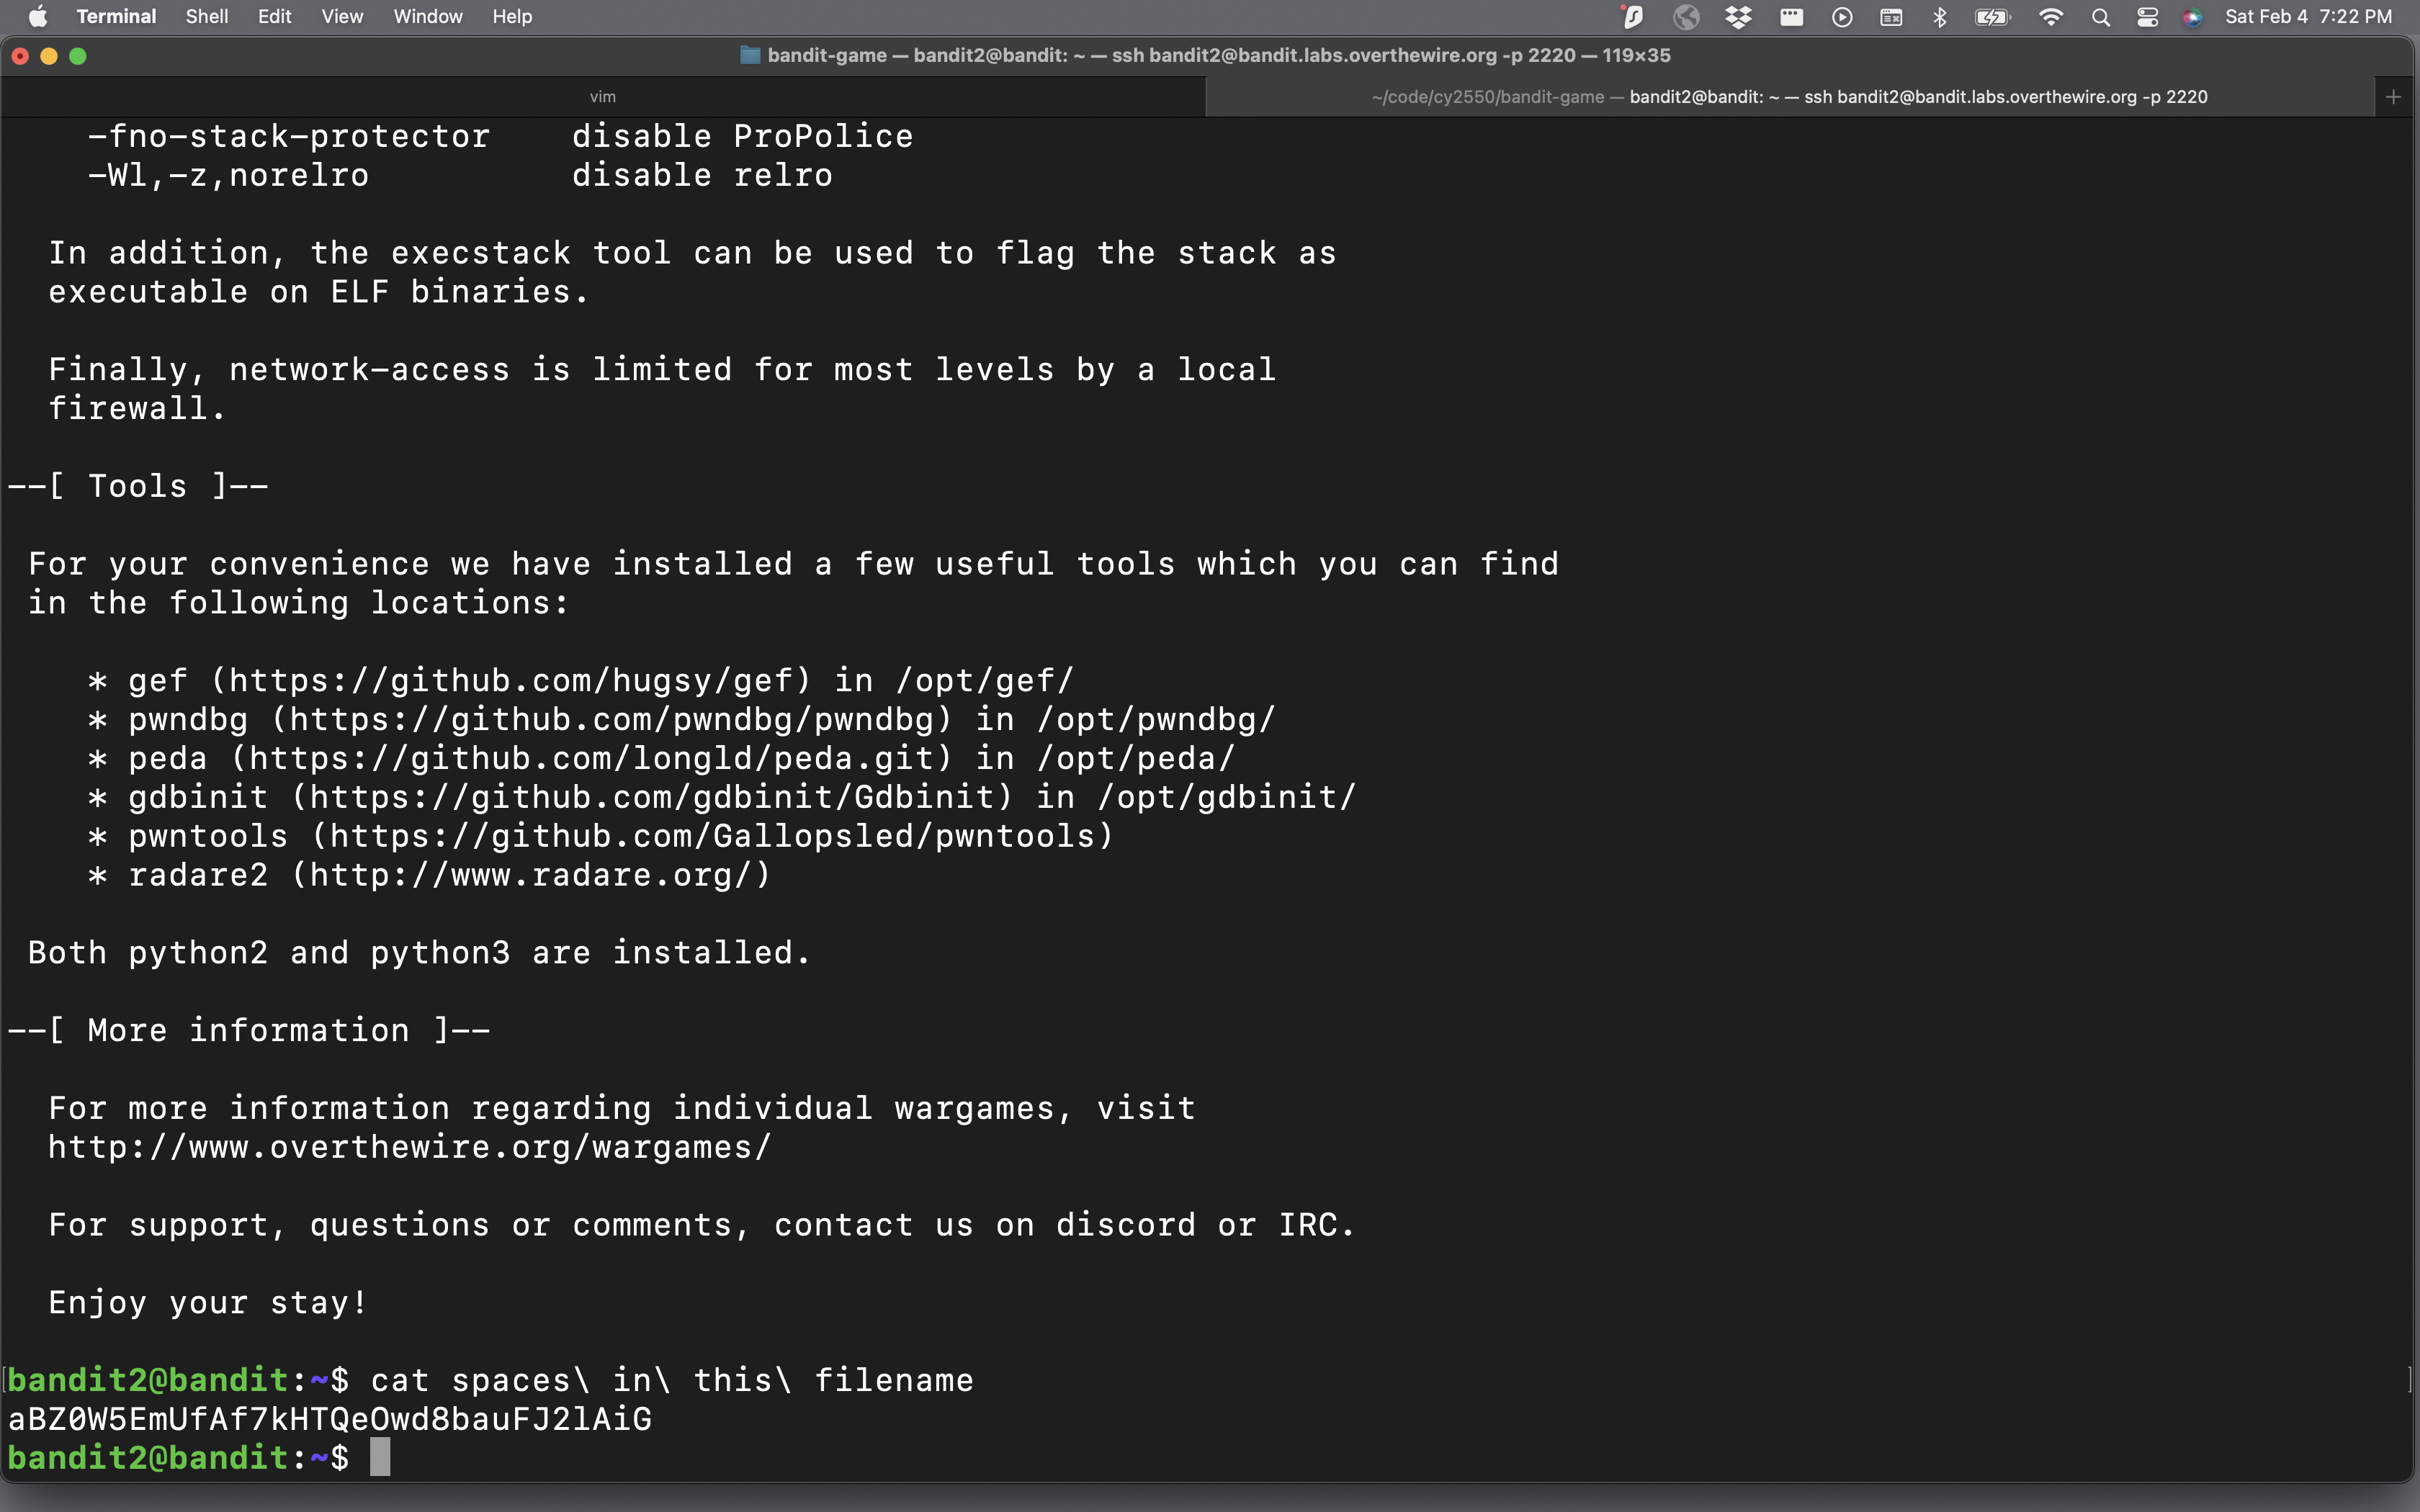 Terminal Shell Edit View Window Help Sat Feb 4 7:22 PM
bandit-game — bandit2@bandit: ~ — ssh bandit2@bandit.labs.overthewire.org -p 2220 — 119×35
vim ~/code/cy2550/bandit-game — bandit2@bandit: ~ — ssh bandit2@bandit.labs.overthewire.org -p 2220 +
    -fno-stack-protector    disable ProPolice
    -Wl,-z,norelro          disable relro

  In addition, the execstack tool can be used to flag the stack as
  executable on ELF binaries.

  Finally, network-access is limited for most levels by a local
  firewall.

--[ Tools ]--

 For your convenience we have installed a few useful tools which you can find
 in the following locations:

    * gef (https://github.com/hugsy/gef) in /opt/gef/
    * pwndbg (https://github.com/pwndbg/pwndbg) in /opt/pwndbg/
    * peda (https://github.com/longld/peda.git) in /opt/peda/
    * gdbinit (https://github.com/gdbinit/Gdbinit) in /opt/gdbinit/
    * pwntools (https://github.com/Gallopsled/pwntools)
    * radare2 (http://www.radare.org/)

 Both python2 and python3 are installed.

--[ More information ]--

  For more information regarding individual wargames, visit
  http://www.overthewire.org/wargames/

  For support, questions or comments, contact us on discord or IRC.

  Enjoy your stay!

bandit2@bandit:~$ cat spaces\ in\ this\ filename
aBZ0W5EmUfAf7kHTQeOwd8bauFJ2lAiG
bandit2@bandit:~$